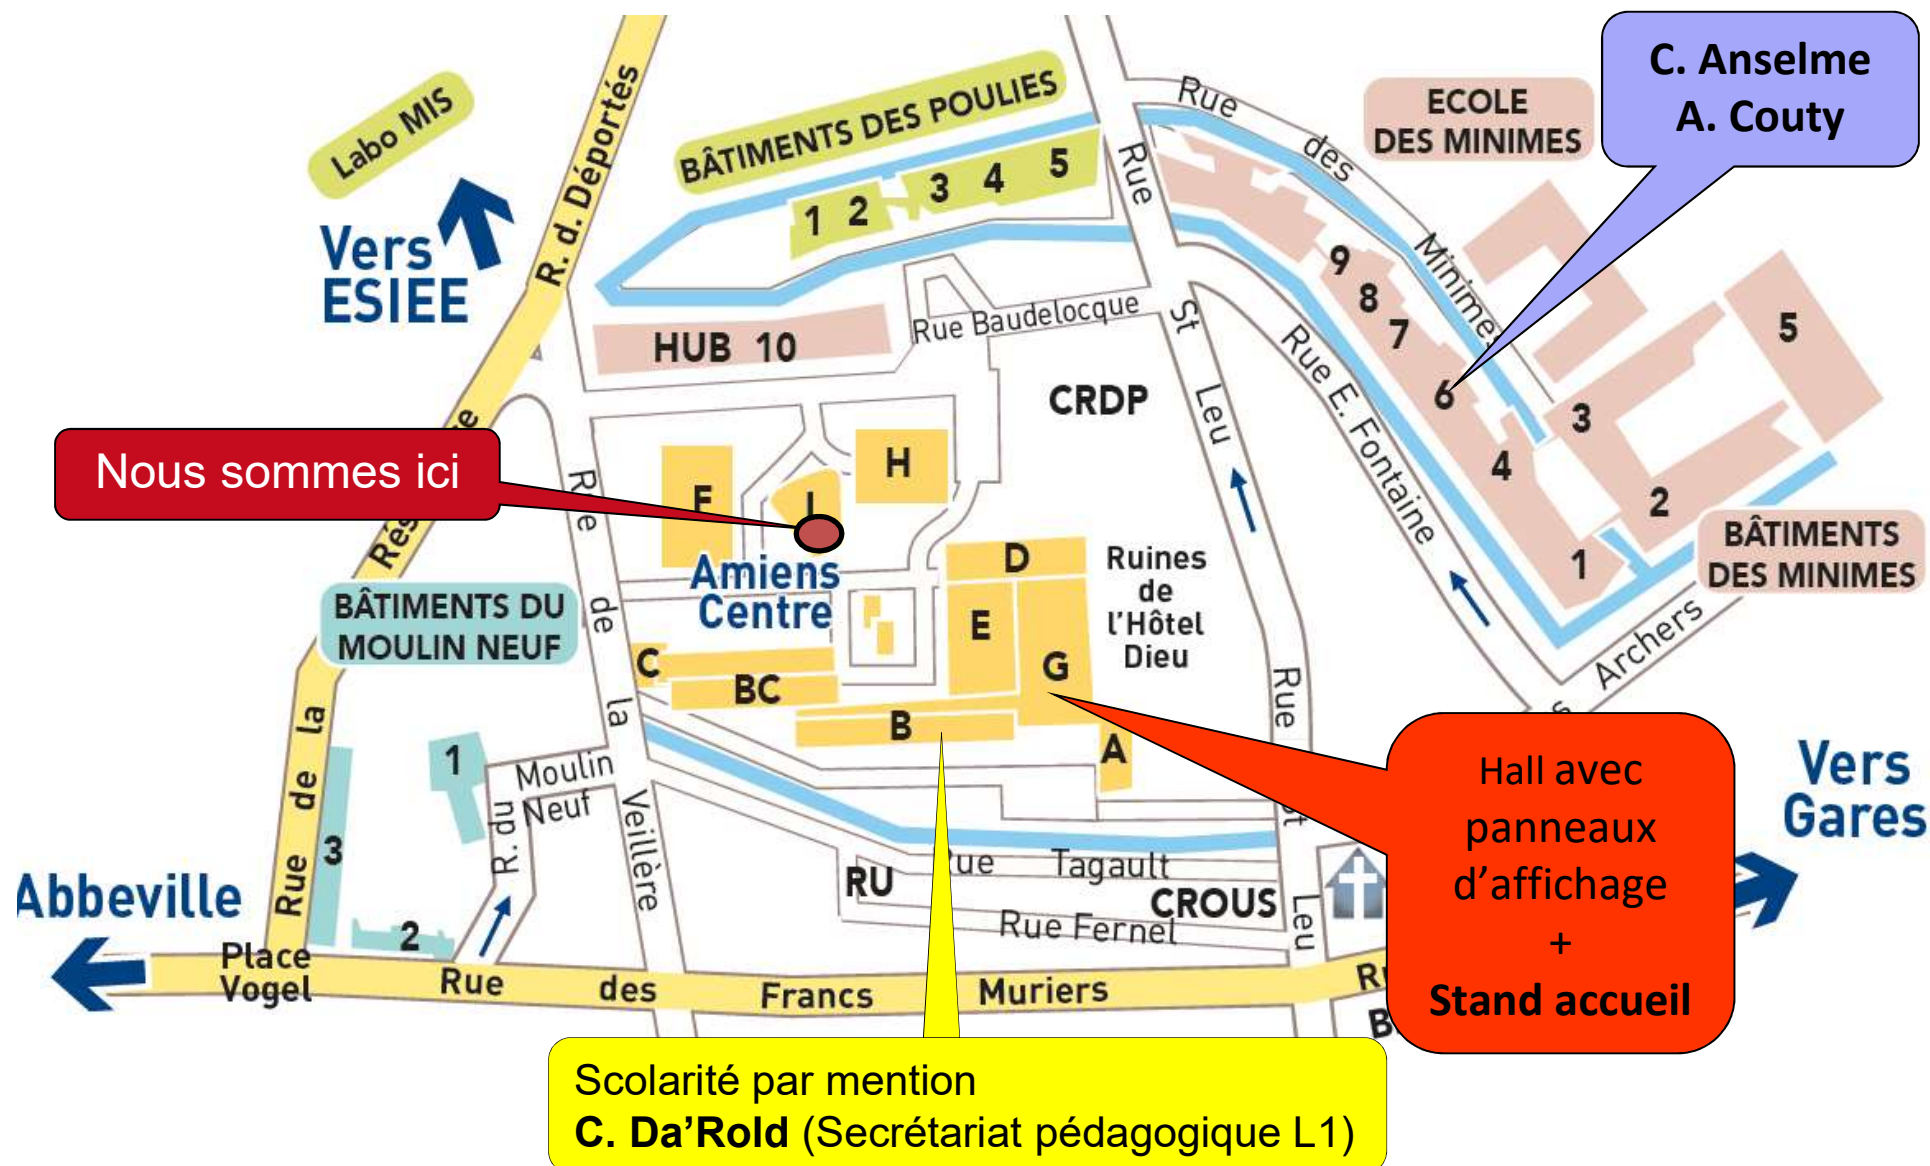 C. Anselme
A. Couty
Labo MIS
R. d. Déportés
BÂTIMENTS DES POULIES
1 2 3 4 5
Rue des Minimes
ECOLE
DES MINIMES
Vers
ESIEE
Rue
St
Leu
9
8
7
6
5
4
3
2
1
HUB 10
Rue Baudelocque
Rue E. Fontaine
CRDP
Nous sommes ici
F
I
H
Amiens
Centre
D
E
G
Ruines
de
l'Hôtel
Dieu
BÂTIMENTS
DES MINIMES
Archers
BÂTIMENTS DU
MOULIN NEUF
C
BC
B
A
Rue de la Veillère
Rue de la
1
Moulin
Neuf
R. du
3
2
Rue
Leu
Hall avec
panneaux
d'affichage
+
Stand accueil
Vers
Gares
RU
Tagault
CROUS
Rue Fernel
Abbeville
Place
Vogel
Rue des Francs Muriers
Scolarité par mention
C. Da'Rold (Secrétariat pédagogique L1)